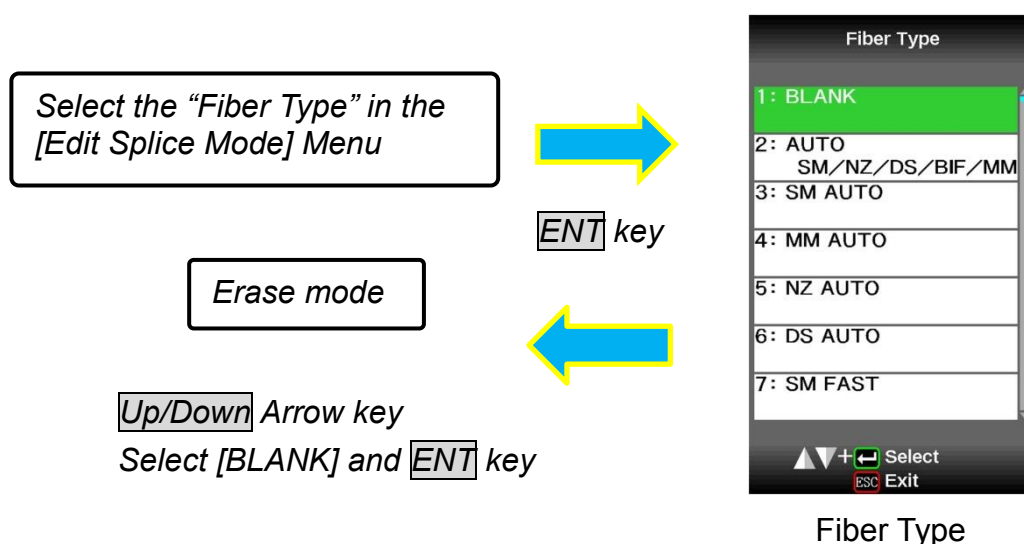 Select the “Fiber Type” in the
[Edit Splice Mode] Menu
ENT key
Erase mode
Up/Down Arrow key
Select [BLANK] and ENT key
Fiber Type
1: BLANK
2: AUTO
SM/NZ/DS/BIF/MM
3: SM AUTO
4: MM AUTO
5: NZ AUTO
6: DS AUTO
7: SM FAST
+ Select
ESC Exit
Fiber Type